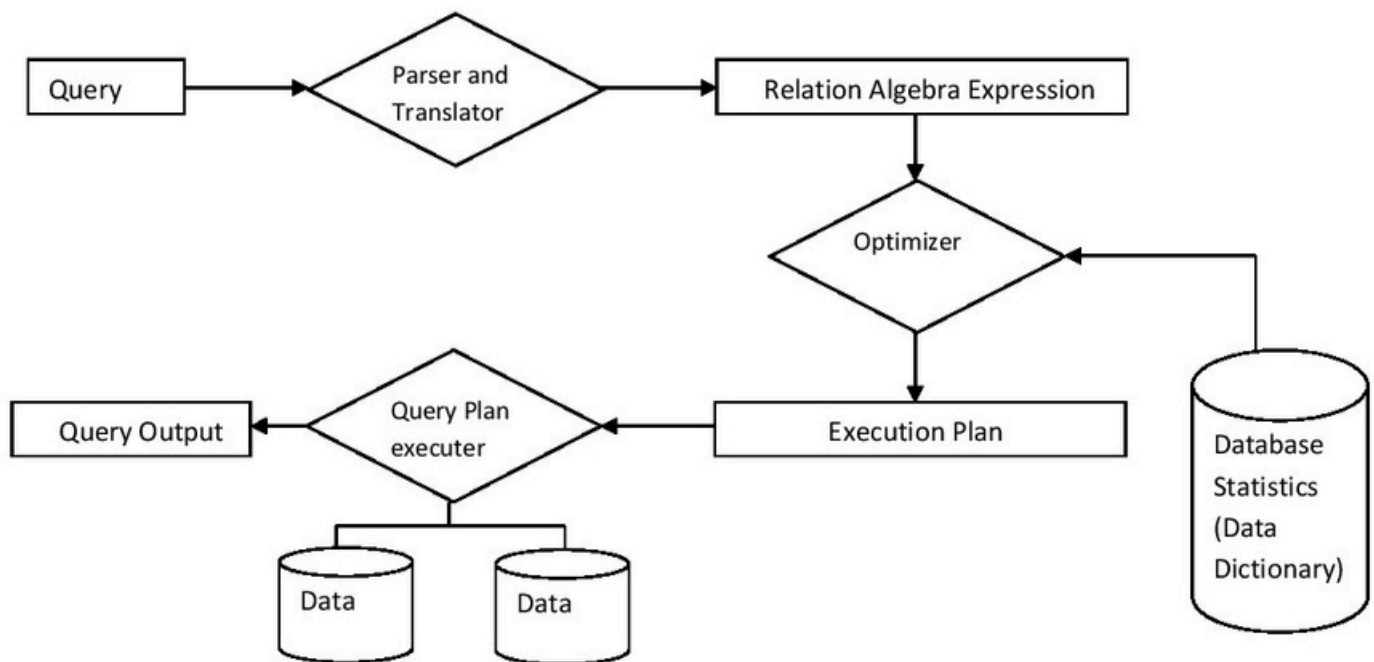 Query
Parser and
Translator
Relation Algebra Expression
Optimizer
Query Output
Query Plan
executer
Execution Plan
Database
Statistics
(Data
Dictionary)
Data
Data